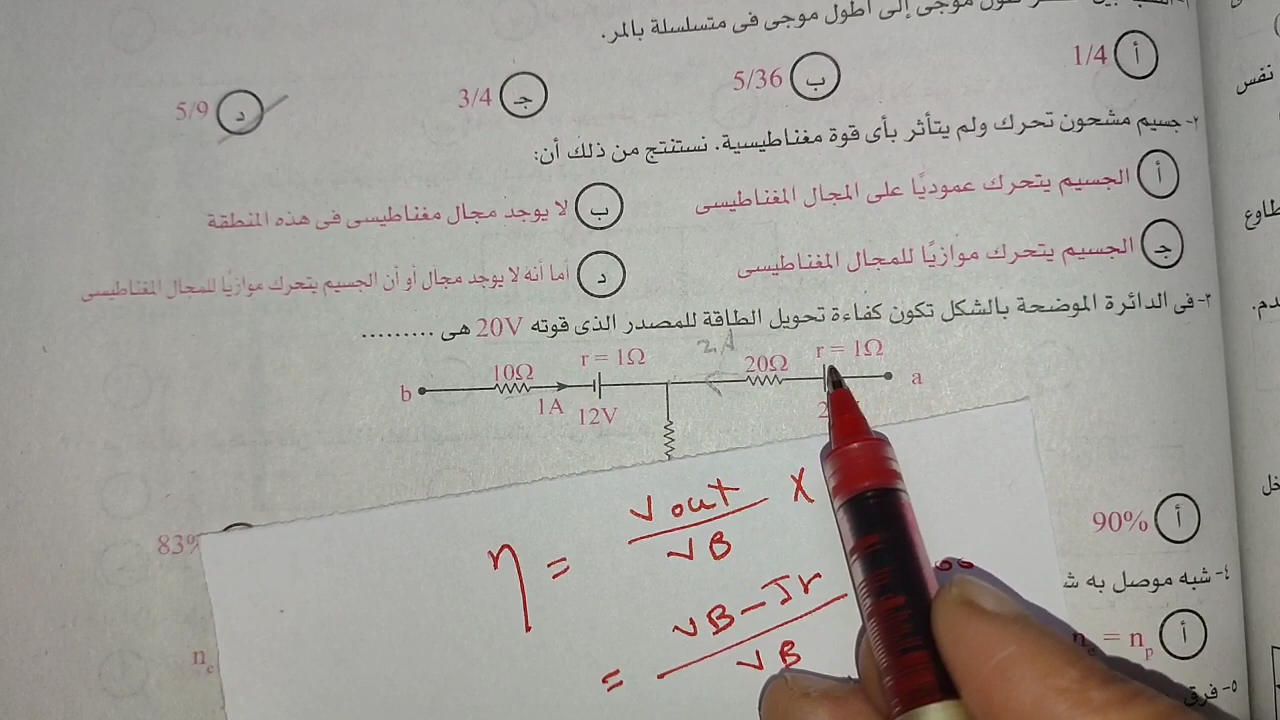 أطول موجى فى متسلسلة بالمر.
أ 1/4 ب 5/36 جـ 3/4 د 5/9
٢- جسيم مشحون تحرك ولم يتأثر بأى قوة مغناطيسية. نستنتج من ذلك أن:
أ الجسيم يتحرك عموديًا على المجال المغناطيسى ب لا يوجد مجال مغناطيسى فى هذه المنطقة
جـ الجسيم يتحرك موازيًا للمجال المغناطيسى د أما أنه لا يوجد مجال أو أن الجسيم يتحرك موازيًا للمجال المغناطيسى
٣- فى الدائرة الموضحة بالشكل تكون كفاءة تحويل الطاقة للمصدر الذى قوته 20V هى .........
2A
r = 1Ω r = 1Ω
10Ω 20Ω
b a
1A 12V
η = Vout / VB X
= VB - Ir / VB
أ 90% 83%
٤- شبه موصل به
أ nₑ = nₚ nₑ
٥- فرق
نفس